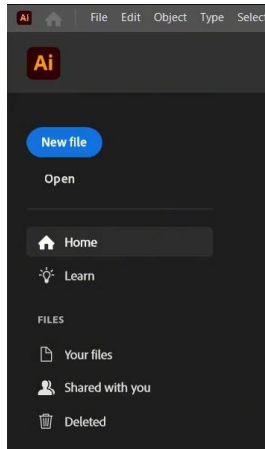 Ai File Edit Object Type Select
Ai
New file
Open
Home
Learn
FILES
Your files
Shared with you
Deleted